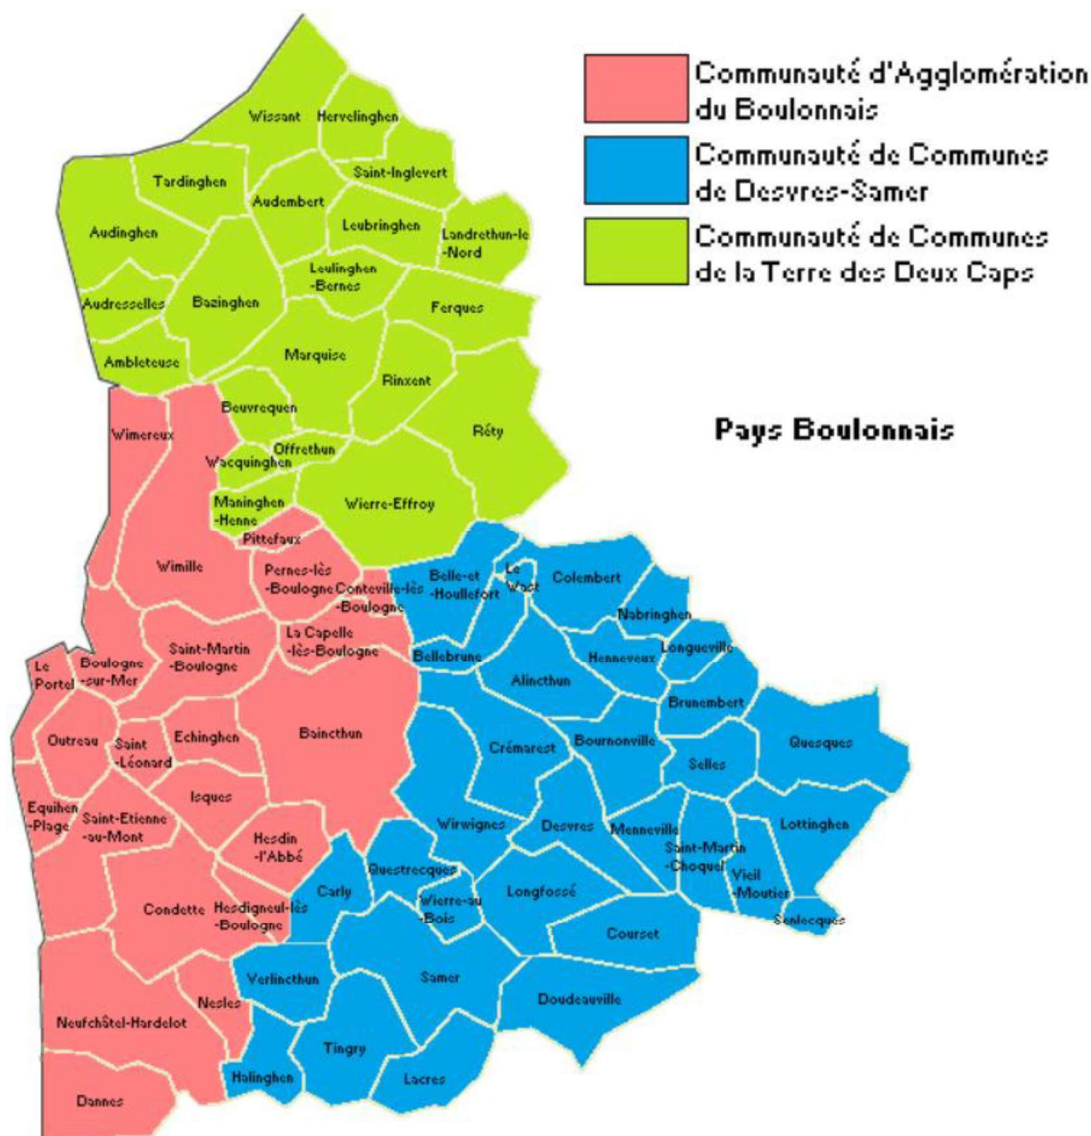 Communauté d'Agglomération
du Boulonnais
Communauté de Communes
de Desvres-Samer
Communauté de Communes
de la Terre des Deux Caps
Pays Boulonnais
Wissant
Hervelinghen
Saint-Inglevert
Tardinghen
Audembert
Leubringhen
Landrethun-le
-Nord
Audinghen
Leulinghen
-Bernes
Audresselles
Bazinghen
Ferques
Ambleteuse
Marquise
Rinxent
Beuvrequen
Réty
Wimereux
Offrethun
Wacquinghen
Maninghen
-Henne
Wierre-Effroy
Pittefaux
Wimille
Pernes-lès
-Boulogne
Conteville-lès
-Boulogne
Belle-et
-Houllefort
Le
Wast
Colembert
Nabringhen
La Capelle
-lès-Boulogne
Saint-Martin
-Boulogne
Boulogne
-sur-Mer
Le
Portel
Bellebrune
Henneveux
Longueville
Alincthun
Brunembert
Outreau
Saint
-Léonard
Echinghen
Baincthun
Crémarest
Bournonville
Quesques
Selles
Isques
Equihen
-Plage
Saint-Etienne
-au-Mont
Hesdin
-l'Abbé
Wirwignes
Desvres
Menneville
Lottinghen
Saint-Martin
-Choquel
Vieil
-Moutier
Questrecques
Carly
Longfossé
Wierre-au
-Bois
Condette
Hesdigneul-lès
-Boulogne
Senlecques
Courset
Verlincthun
Samer
Doudeauville
Nesles
Neufchâtel-Hardelot
Tingry
Halinghen
Lacres
Dannes